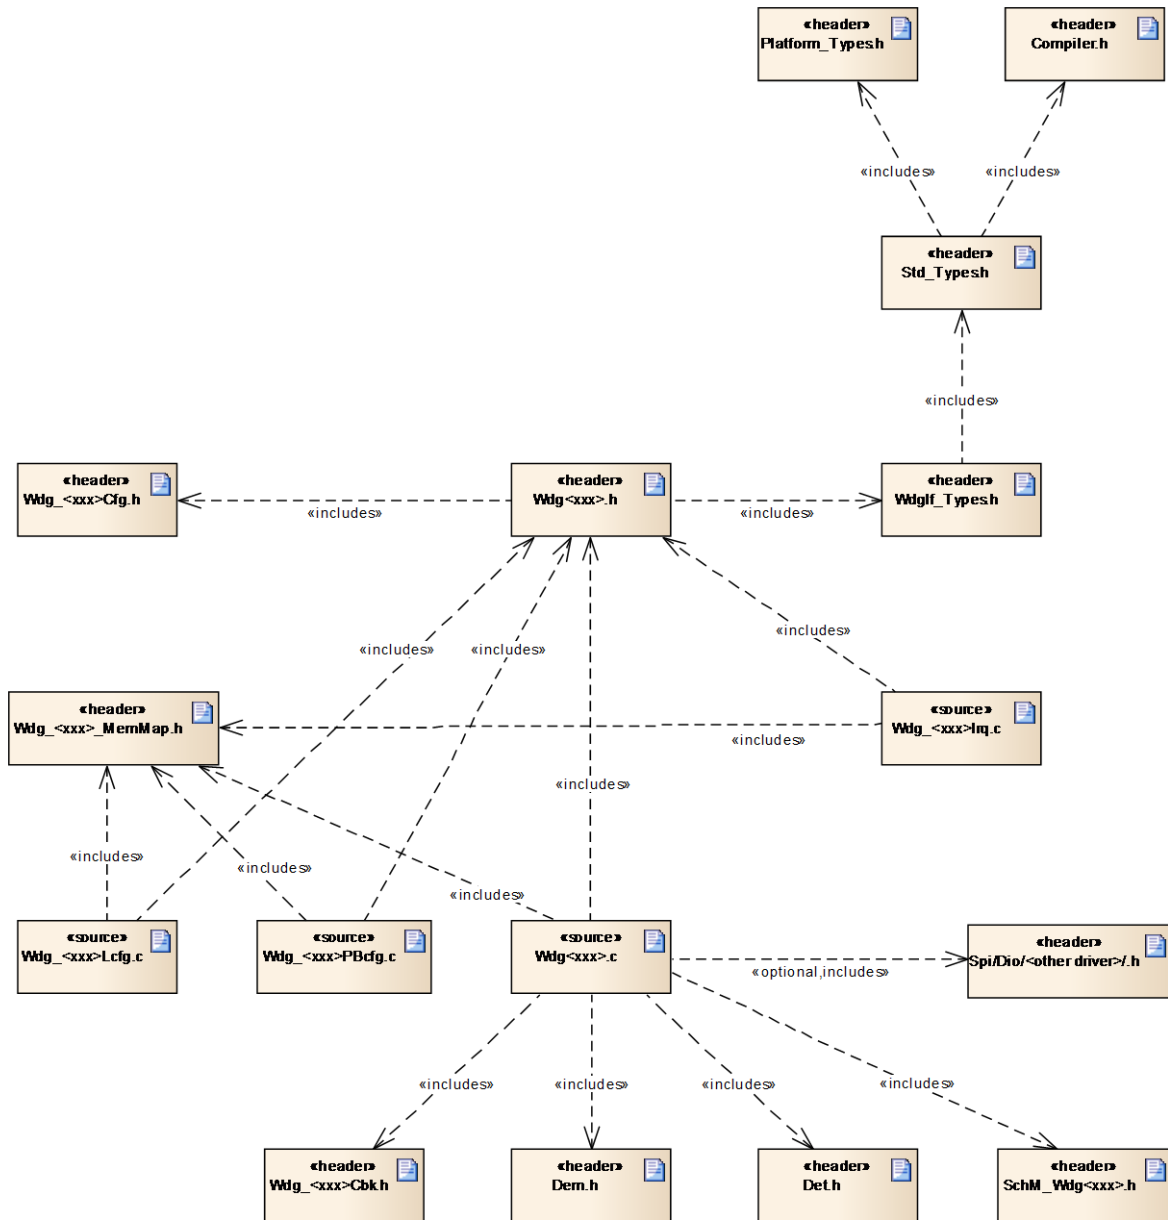 «header»
Platform_Types.h
«header»
Compiler.h
«includes»
«includes»
«header»
Std_Types.h
«includes»
«header»
Wdg_<xxx>Cfg.h
«header»
Wdg<xxx>.h
«header»
WdgIf_Types.h
«includes»
«includes»
«includes»
«includes»
«includes»
«header»
Wdg_<xxx>_MemMap.h
«source»
Wdg_<xxx>Irq.c
«includes»
«includes»
«includes»
«includes»
«includes»
«source»
Wdg_<xxx>Lcfg.c
«source»
Wdg_<xxx>PBcfg.c
«source»
Wdg<xxx>.c
«header»
Spi/Dio/<other driver>/.h
«optional,includes»
«includes»
«includes»
«includes»
«includes»
«header»
Wdg_<xxx>Cbk.h
«header»
Dem.h
«header»
Det.h
«header»
SchM_Wdg<xxx>.h